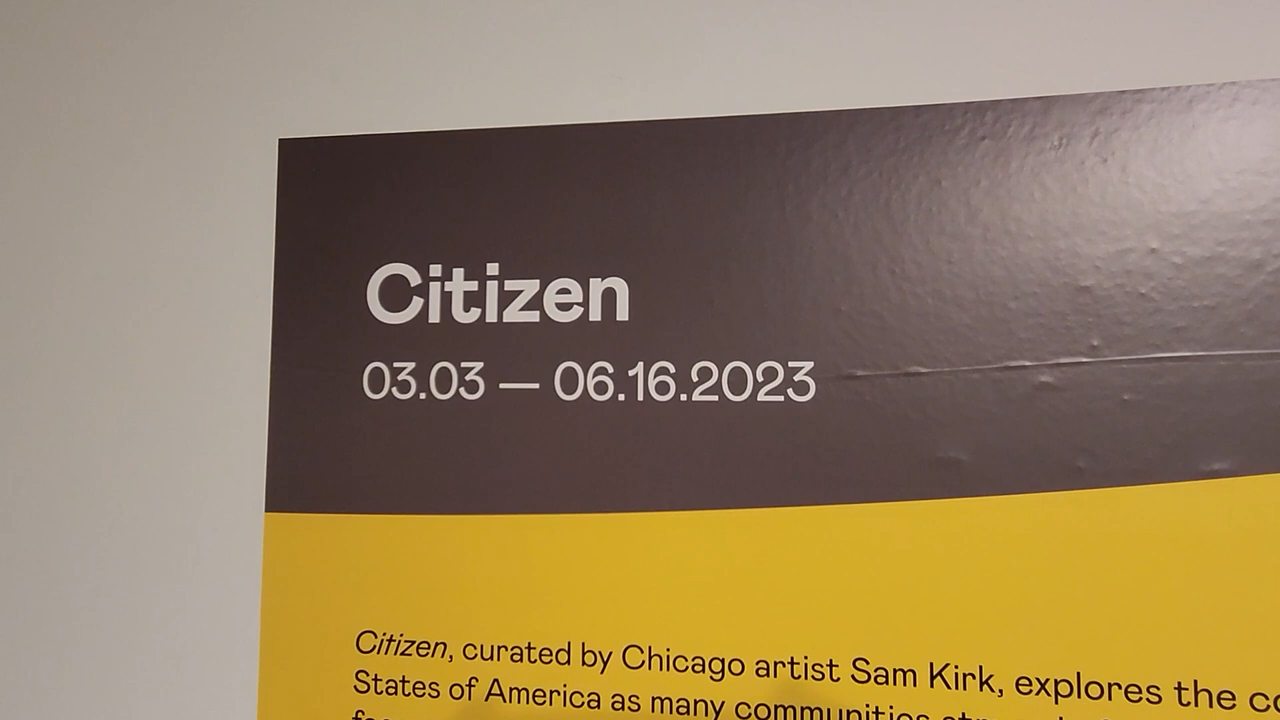 Citizen
03.03 — 06.16.2023
Citizen, curated by Chicago artist Sam Kirk, explores the
States of America as many communities